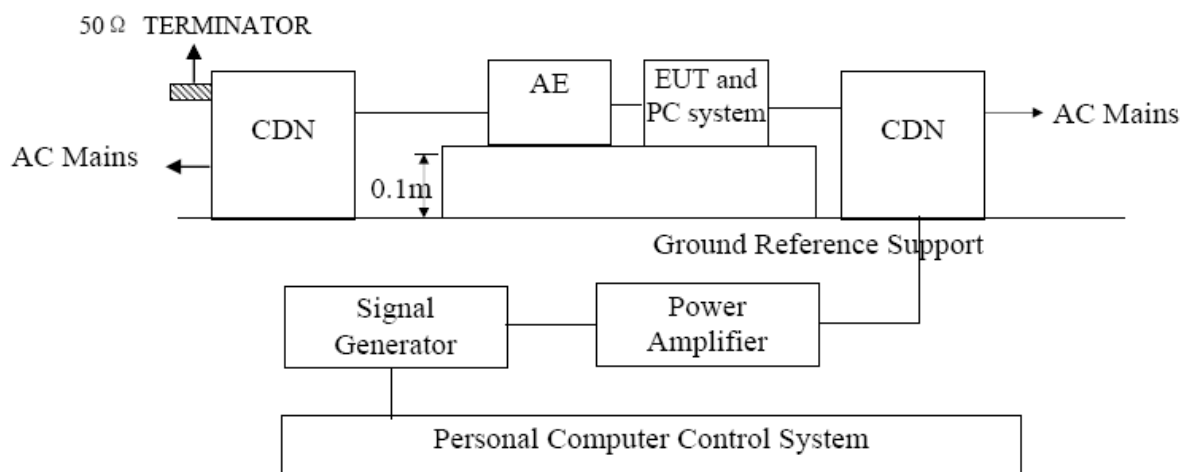 50Ω TERMINATOR
CDN
AC Mains
AE
EUT and
PC system
CDN
AC Mains
0.1m
Ground Reference Support
Signal
Generator
Power
Amplifier
Personal Computer Control System